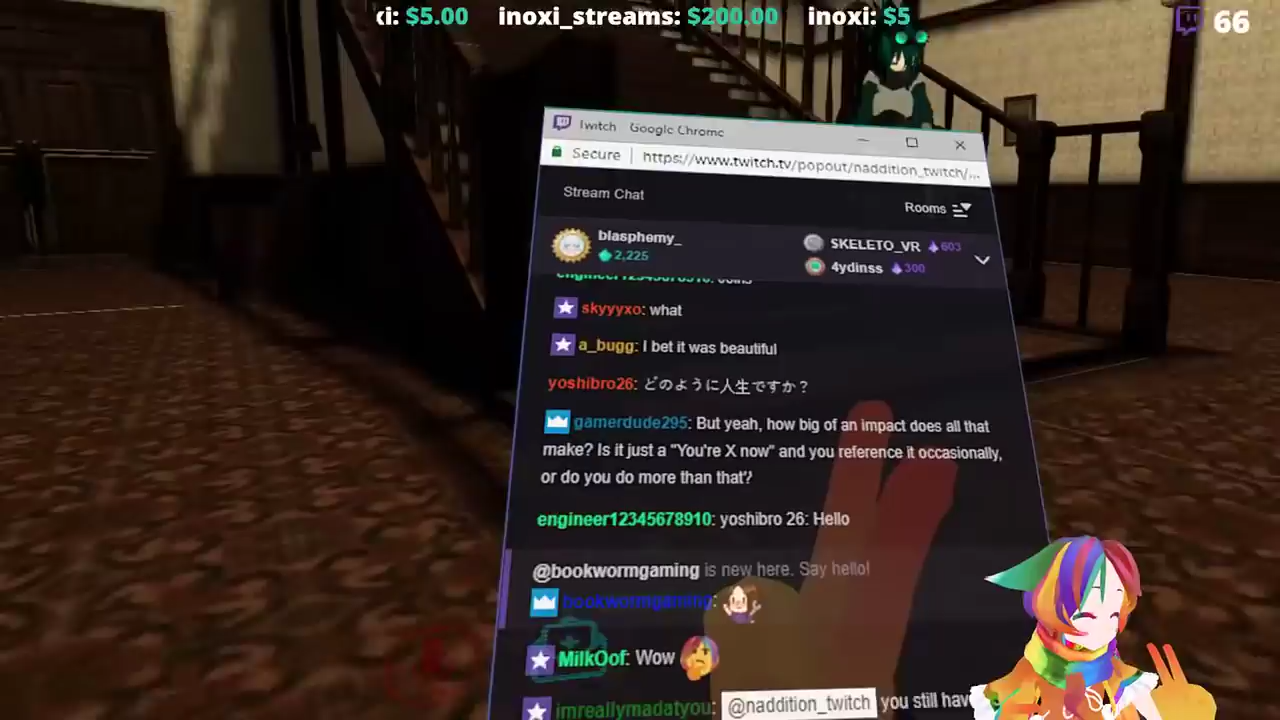 ki: $5.00 inoxi_streams: $200.00 inoxi: $5
66
Twitch Google Chrome
Secure https://www.twitch.tv/popout/naddition_twitch/...
Stream Chat
Rooms
blasphemy_
2,225
SKELETO_VR 603
4ydinss 300
engineer12345678910:
skyyyxo: what
a_bugg: I bet it was beautiful
yoshibro26: どのように人生ですか？
gamerdude295: But yeah, how big of an impact does all that
make? Is it just a "You're X now" and you reference it occasionally,
or do you do more than that?
engineer12345678910: yoshibro 26: Hello
@bookwormgaming is new here. Say hello!
bookwormgaming:
MilkOof: Wow
imreallymadatyou: @naddition_twitch you still hav